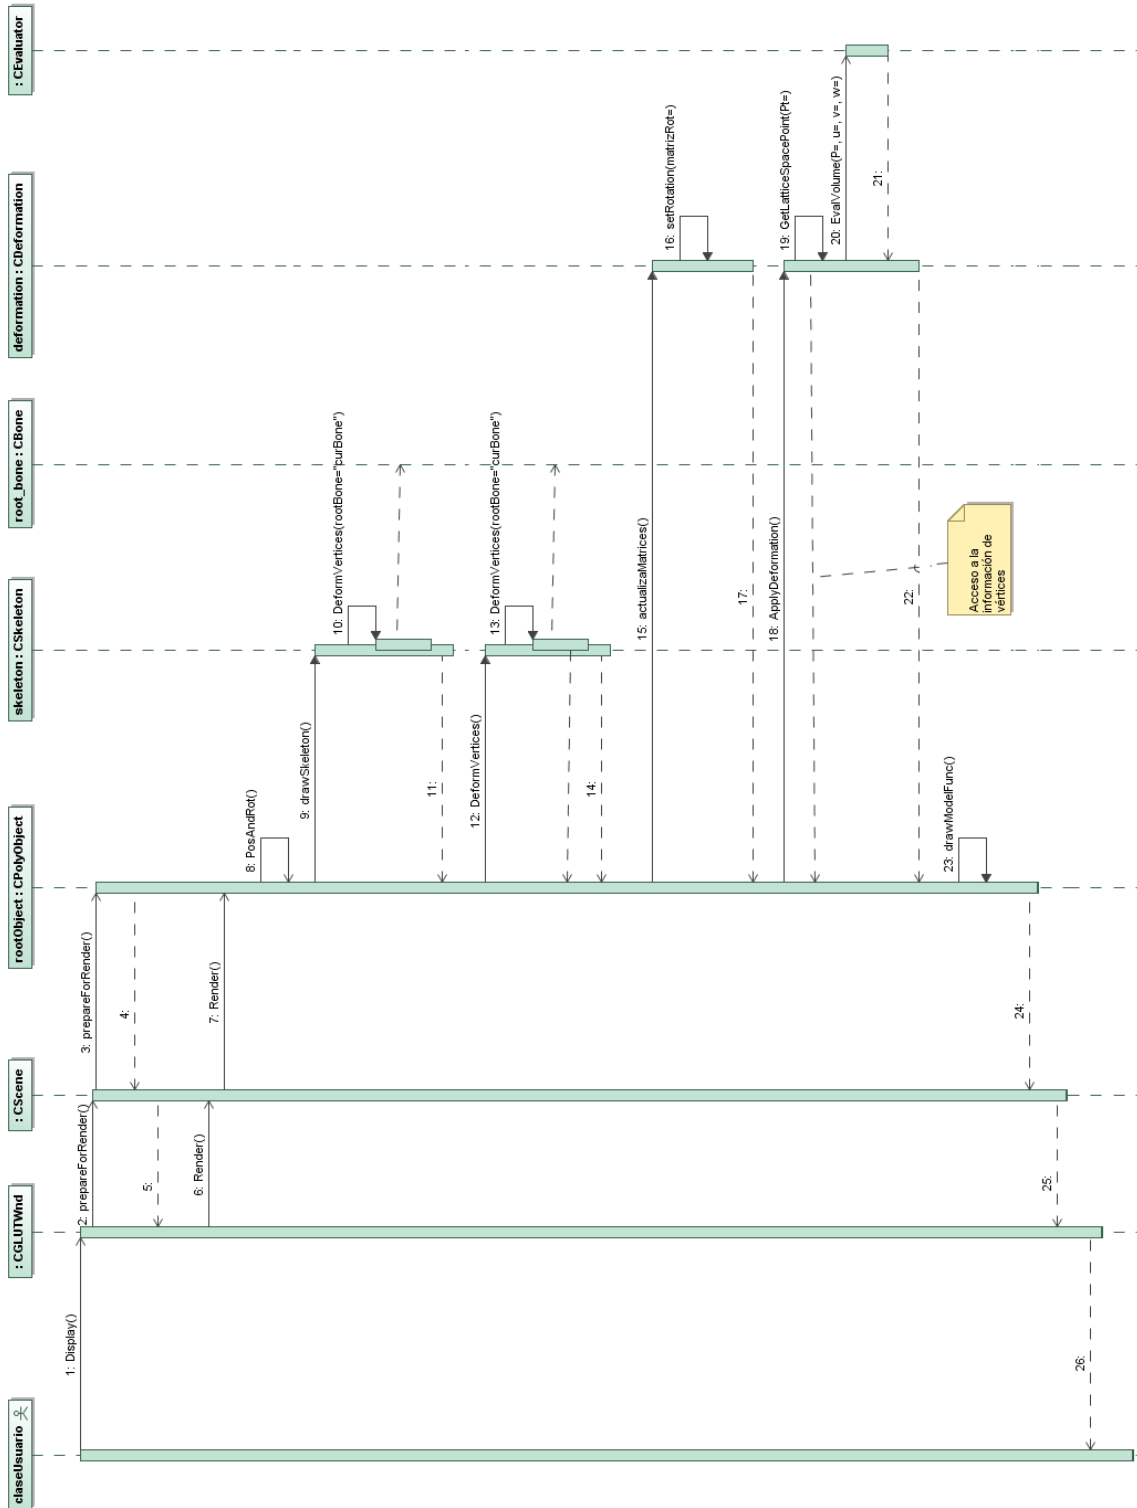 claseUsuario
: CGLUTWnd
: CScene
rootObject : CPolyObject
skeleton : CSkeleton
root_bone : CBone
deformation : CDeformation
: CEvaluator
1: Display()
2: prepareForRender()
3: prepareForRender()
4:
5:
6: Render()
7: Render()
8: PosAndRot()
9: drawSkeleton()
10: DeformVertices(rootBone="curBone")
11:
12: DeformVertices()
13: DeformVertices(rootBone="curBone")
14:
15: actualizaMatrices()
16: setRotation(matrizRot=)
17:
18: ApplyDeformation()
19: GetLatticeSpacePoint(Pt=)
20: EvalVolume(P=, u=, v=, w=)
21:
22:
Acceso a la
información de
vértices
23: drawModelFunc()
24:
25:
26: